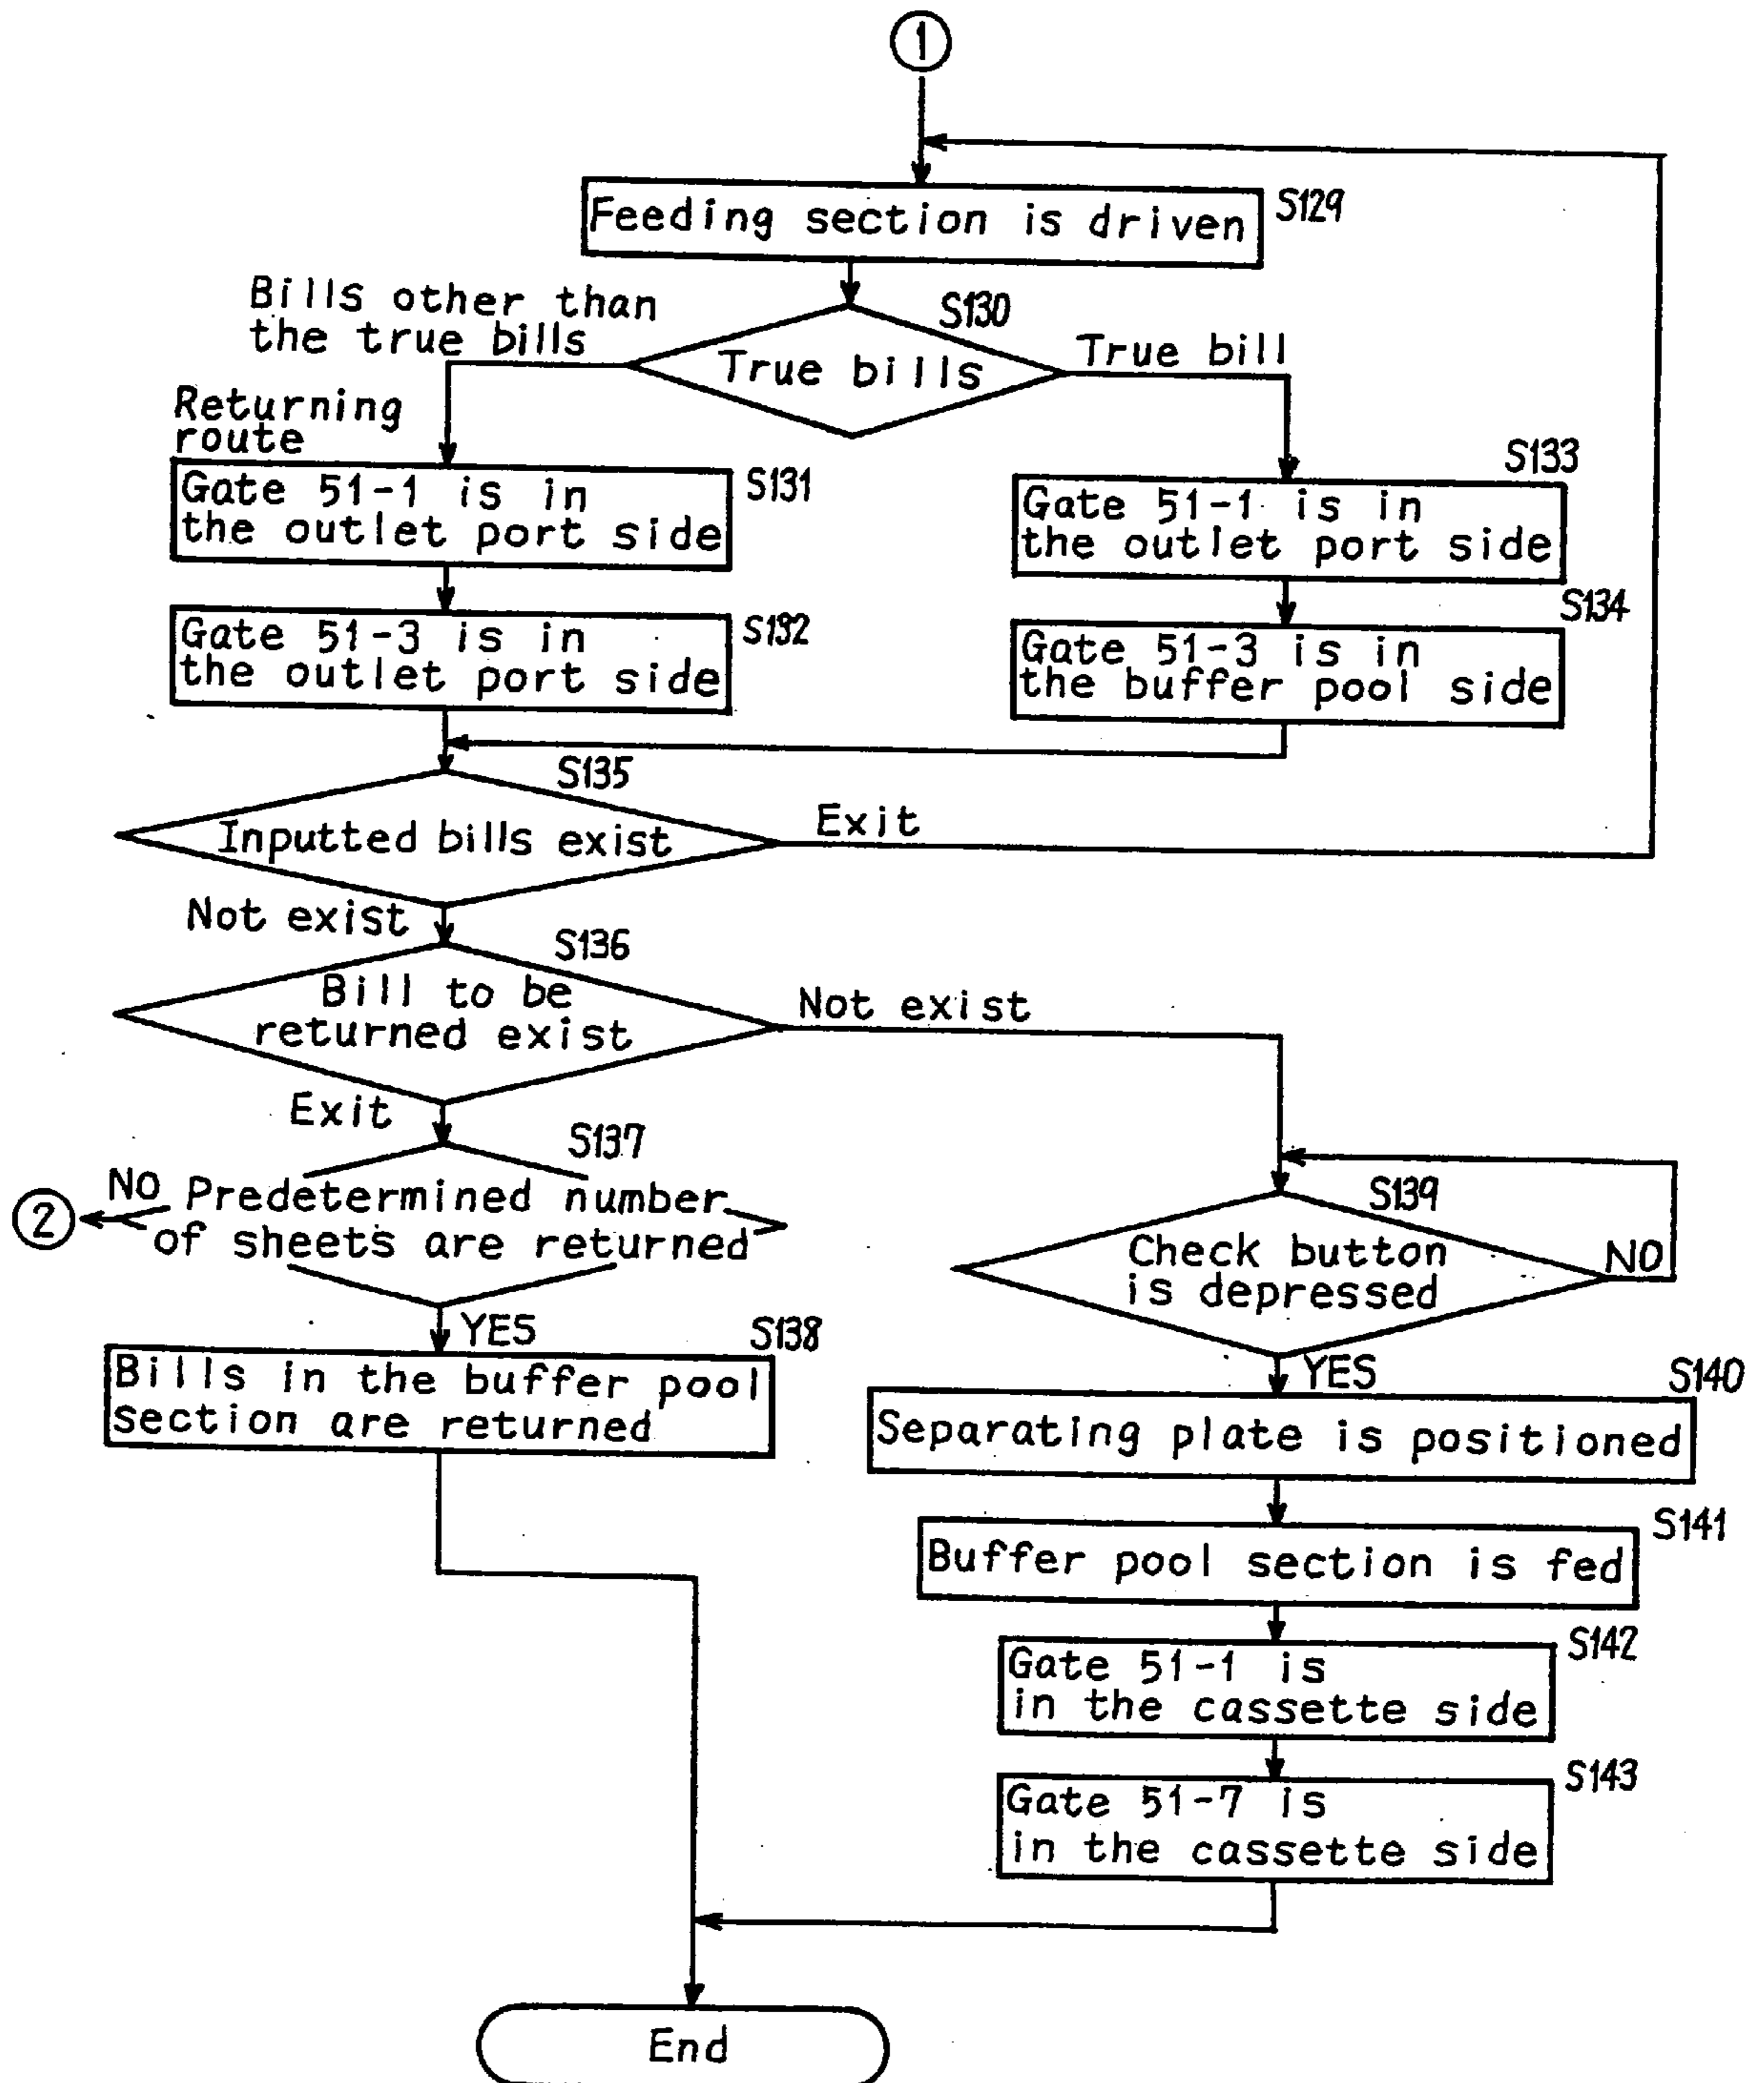 1
Feeding section is driven
S129
Bills other than
the true bills
S130
True bills
True bill
Returning
route
Gate 51-1 is in
the outlet port side
S131
S133
Gate 51-1 is in
the outlet port side
Gate 51-3 is in
the outlet port side
S132
S134
Gate 51-3 is in
the buffer pool side
S135
Inputted bills exist
Exit
Not exist
S136
Bill to be
returned exist
Not exist
Exit
S137
2
NO
Predetermined number
of sheets are returned
S139
Check button
is depressed
NO
YES
S138
Bills in the buffer pool
section are returned
YES
S140
Separating plate is positioned
S141
Buffer pool section is fed
S142
Gate 51-1 is
in the cassette side
S143
Gate 51-7 is
in the cassette side
End